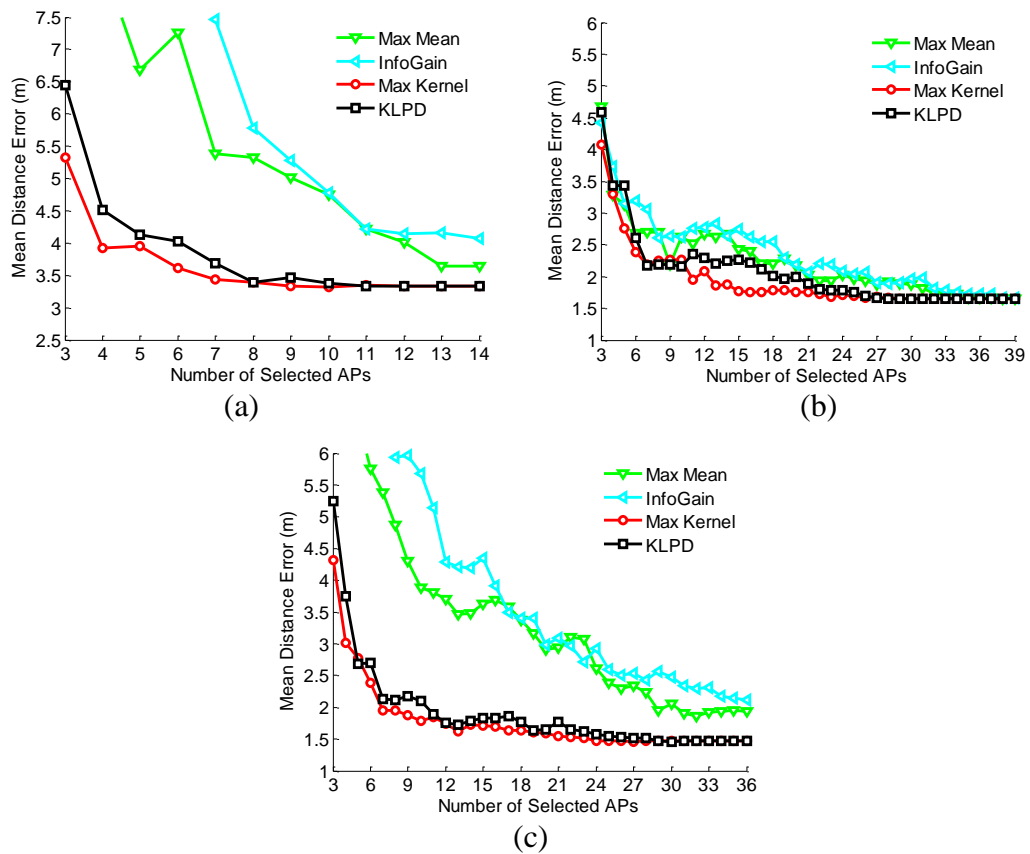 7.5
7
6.5
6
5.5
5
4.5
4
3.5
3
2.5
Mean Distance Error (m)
3 4 5 6 7 8 9 10 11 12 13 14
Number of Selected APs
Max Mean
InfoGain
Max Kernel
KLPD
(a)
6
5.5
5
4.5
4
3.5
3
2.5
2
1.5
1
Mean Distance Error (m)
3 6 9 12 15 18 21 24 27 30 33 36 39
Number of Selected APs
Max Mean
InfoGain
Max Kernel
KLPD
(b)
6
5.5
5
4.5
4
3.5
3
2.5
2
1.5
1
Mean Distance Error (m)
3 6 9 12 15 18 21 24 27 30 33 36
Number of Selected APs
Max Mean
InfoGain
Max Kernel
KLPD
(c)